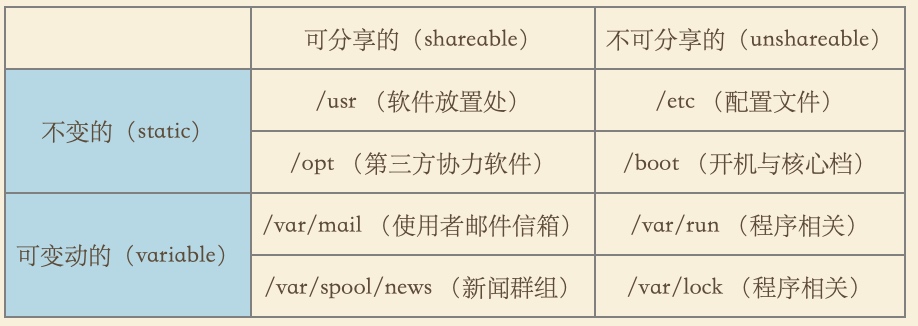 可分享的（shareable） 不可分享的（unshareable）
不变的（static） /usr （软件放置处） /etc （配置文件）
/opt （第三方协力软件） /boot （开机与核心档）
可变动的（variable） /var/mail （使用者邮件信箱） /var/run （程序相关）
/var/spool/news （新闻群组） /var/lock （程序相关）